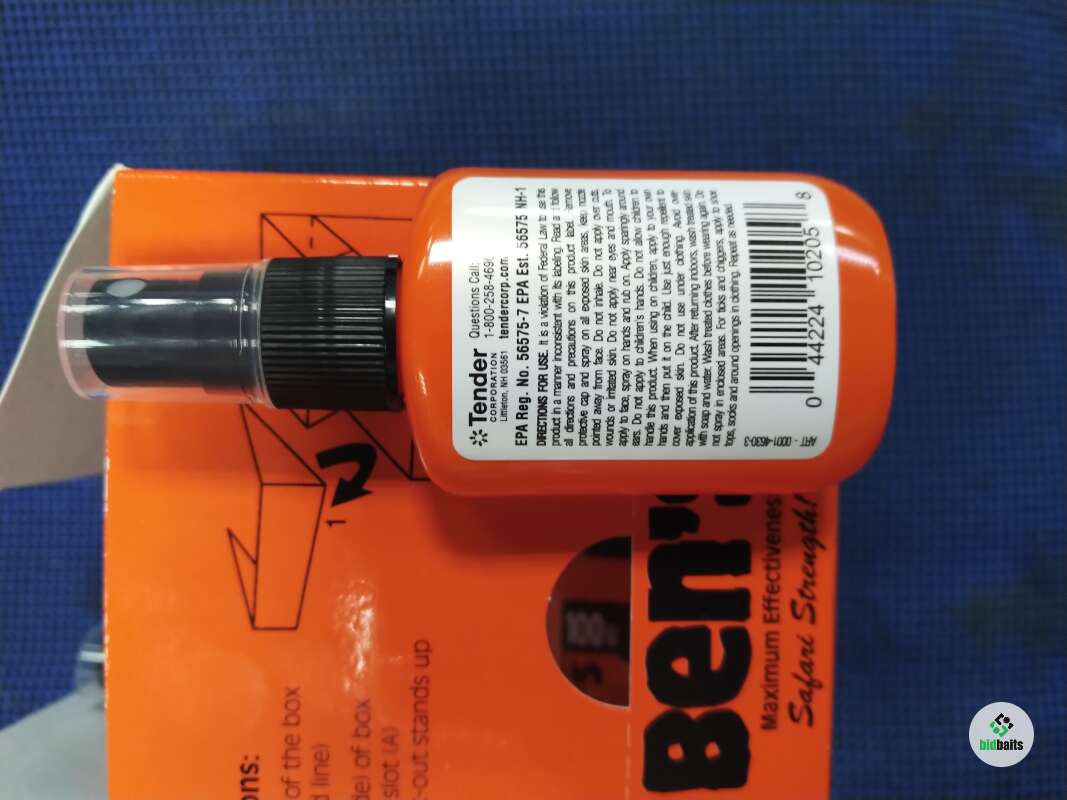 Tender
CORPORATION
Littleton, NH 03561
Questions Call:
1-800-258-469
tendercorp.com
EPA Reg. No. 56575-7 EPA Est. 56575 NH-1
DIRECTIONS FOR USE. It is a violation of Federal Law to use this
product in a manner inconsistent with its labeling. Read a follow
all directions and precautions on this product label. Remove
protective cap and spray on all exposed skin areas, keep nozzle
pointed away from face. Do not inhale. Do not apply over cuts,
wounds or irritated skin. Do not apply near eyes and mouth. To
apply to face, spray on hands and rub on. Apply sparingly around
ears. Do not apply to children's hands. Do not allow children to
handle this product. When using on children, apply to your own
hands and then put it on the child. Use just enough repellent to
cover exposed skin. Do not use under clothing. Avoid over-
application of this product. After returning indoors, wash treated skin
with soap and water. Wash treated clothes before wearing again. Do
not spray in enclosed areas. For ticks and chiggers, apply to shoe
tops, socks and around openings in clothing. Repeat as needed.
0 44224 10205 8
ART - 0001-4630-3
1
ons:
of the box
d line)
de) of box
slot (A)
-out stands up
100
Ben's
Maximum Effectiveness
Safari Strength!
bidbaits